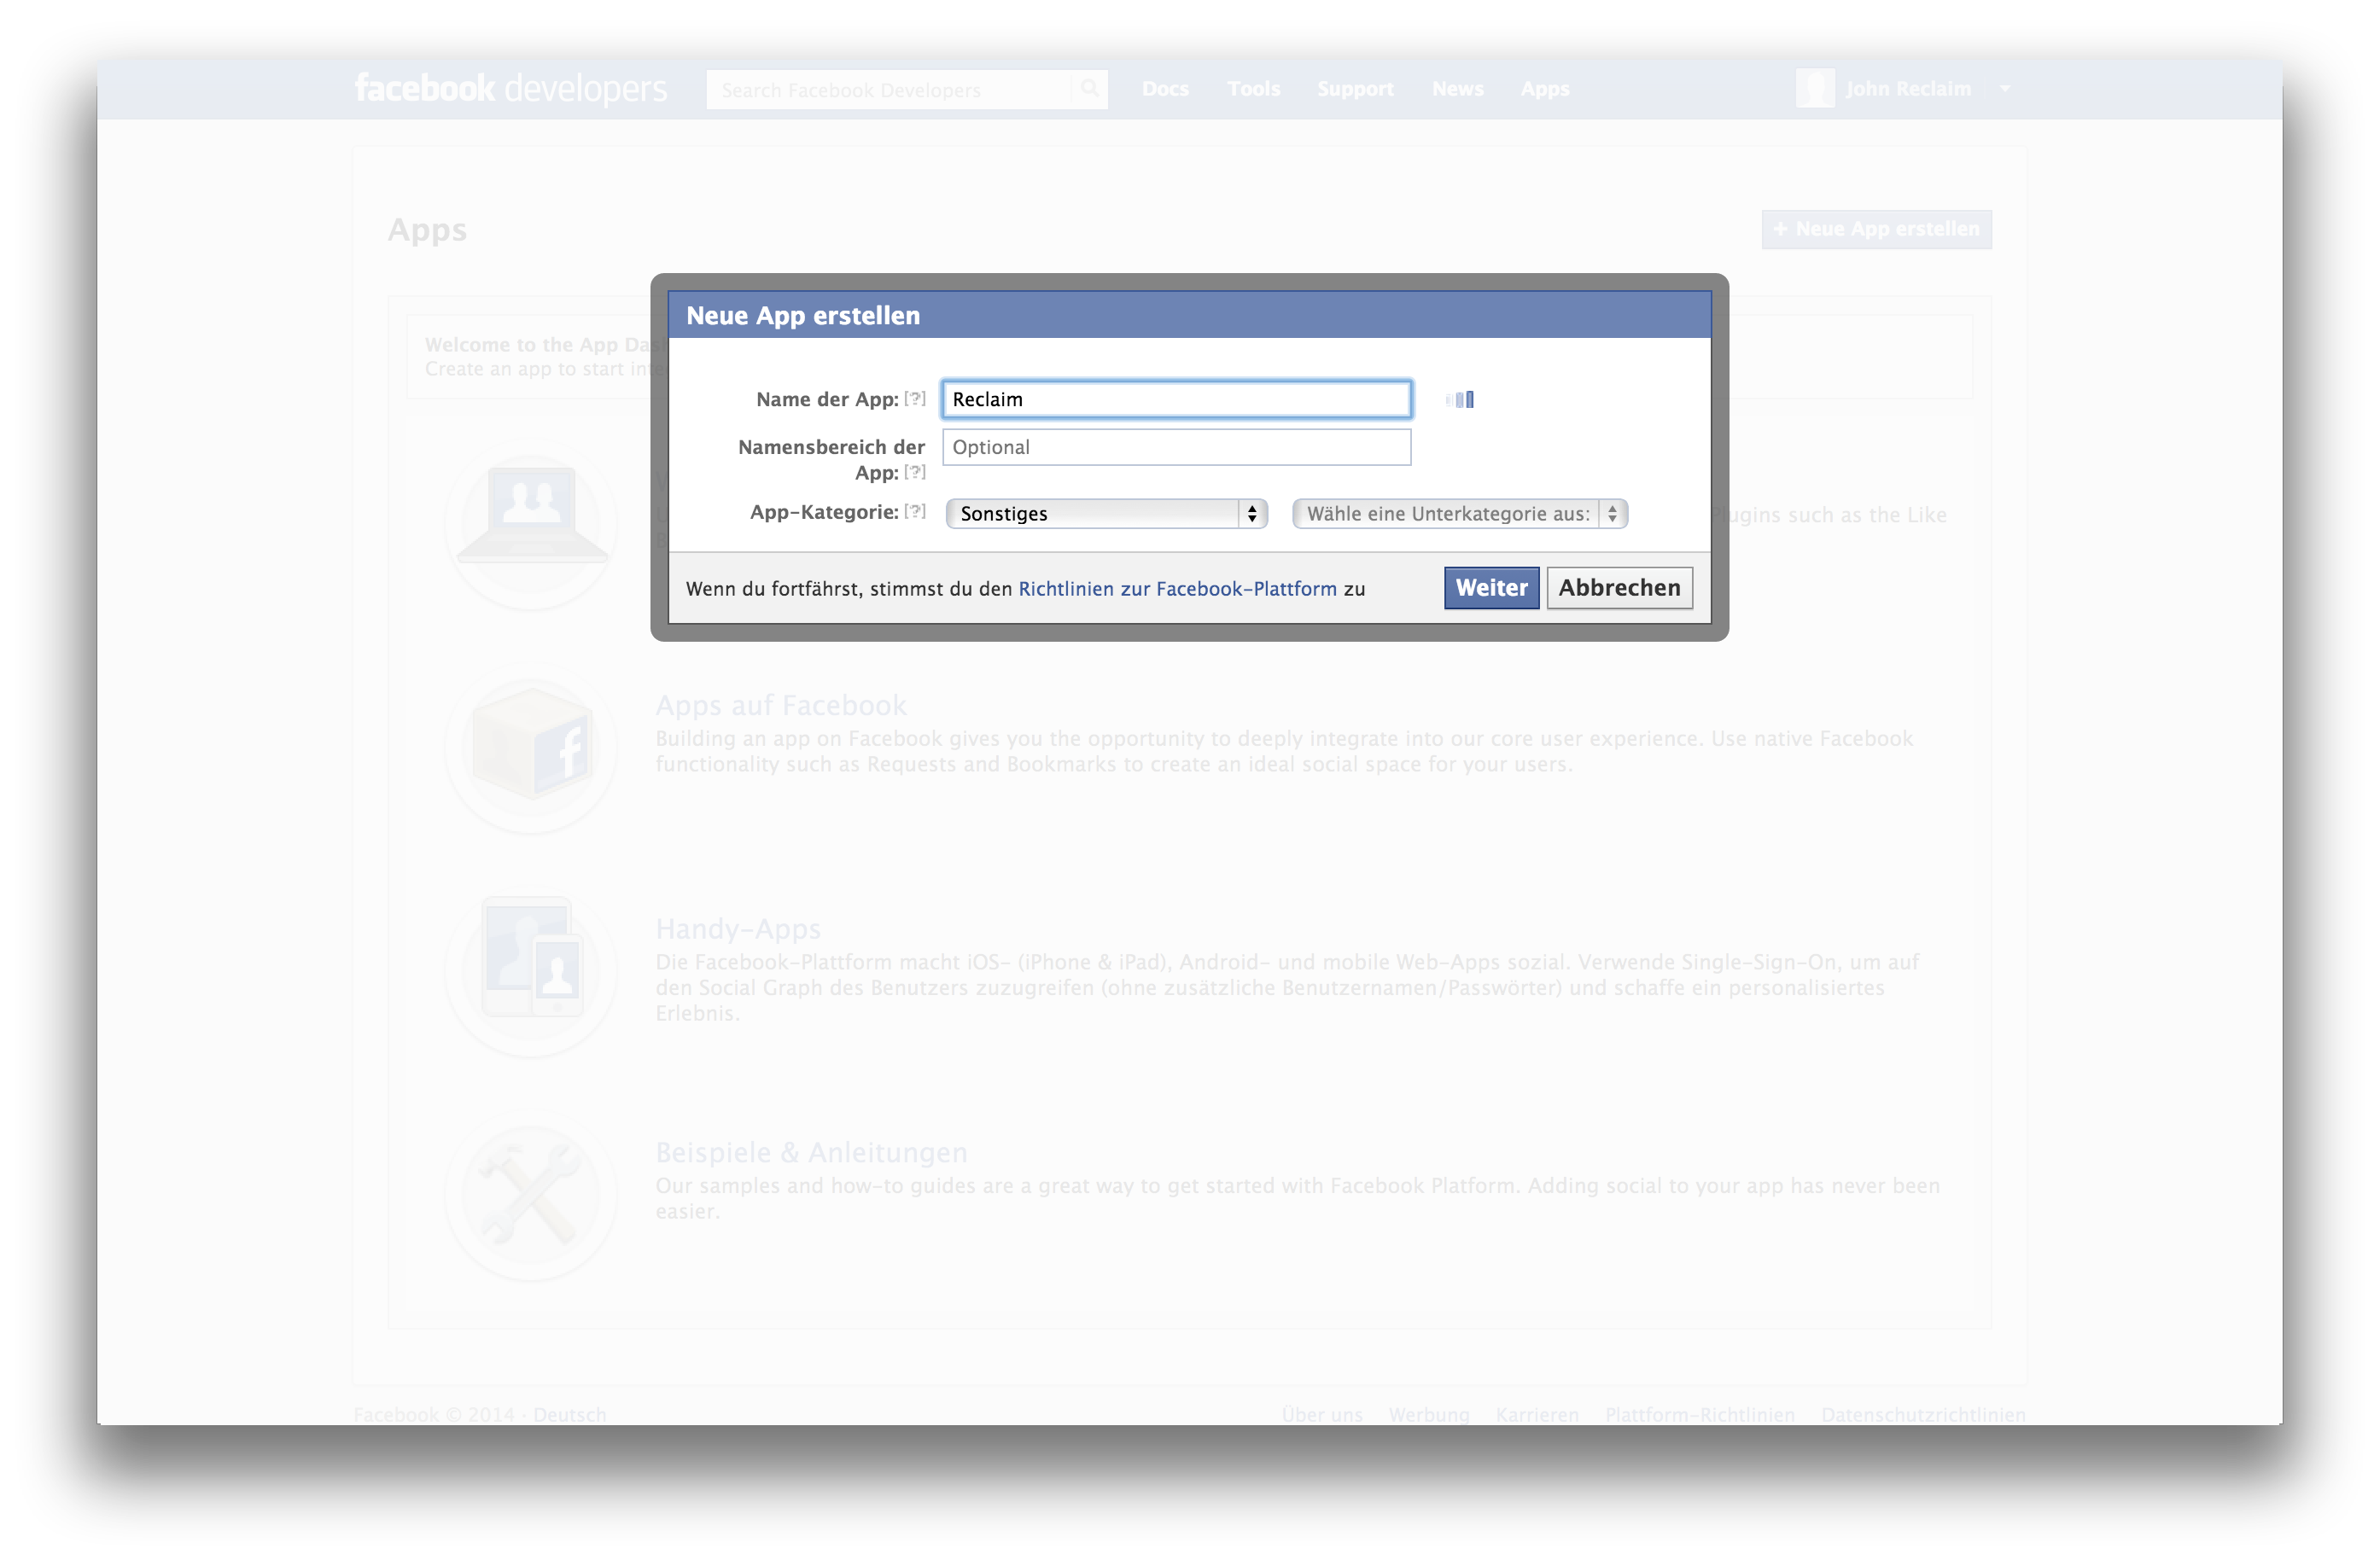 facebook developers
Search Facebook Developers
Docs Tools Support News Apps
John Reclaim
Apps
+ Neue App erstellen
Welcome to the App Das
Create an app to start inte
Neue App erstellen
Name der App: [?] Reclaim
Namensbereich der App: [?] Optional
App-Kategorie: [?] Sonstiges Wähle eine Unterkategorie aus:
Wenn du fortfährst, stimmst du den Richtlinien zur Facebook-Plattform zu
Weiter Abbrechen
Plugins such as the Like
Apps auf Facebook
Building an app on Facebook gives you the opportunity to deeply integrate into our core user experience. Use native Facebook
functionality such as Requests and Bookmarks to create an ideal social space for your users.
Handy-Apps
Die Facebook-Plattform macht iOS- (iPhone & iPad), Android- und mobile Web-Apps sozial. Verwende Single-Sign-On, um auf
den Social Graph des Benutzers zuzugreifen (ohne zusätzliche Benutzernamen/Passwörter) und schaffe ein personalisiertes
Erlebnis.
Beispiele & Anleitungen
Our samples and how-to guides are a great way to get started with Facebook Platform. Adding social to your app has never been
easier.
Facebook © 2014 · Deutsch
Über uns Werbung Karrieren Plattform-Richtlinien Datenschutzrichtlinien